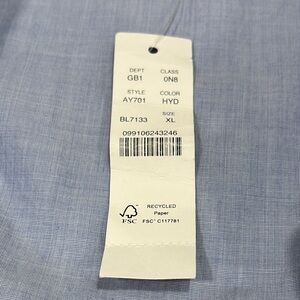 DEPT CLASS
GB1 0N8
STYLE COLOR
AY701 HYD
SIZE
BL7133 XL
099106243246
RECYCLED
Paper
FSC FSC® C117781